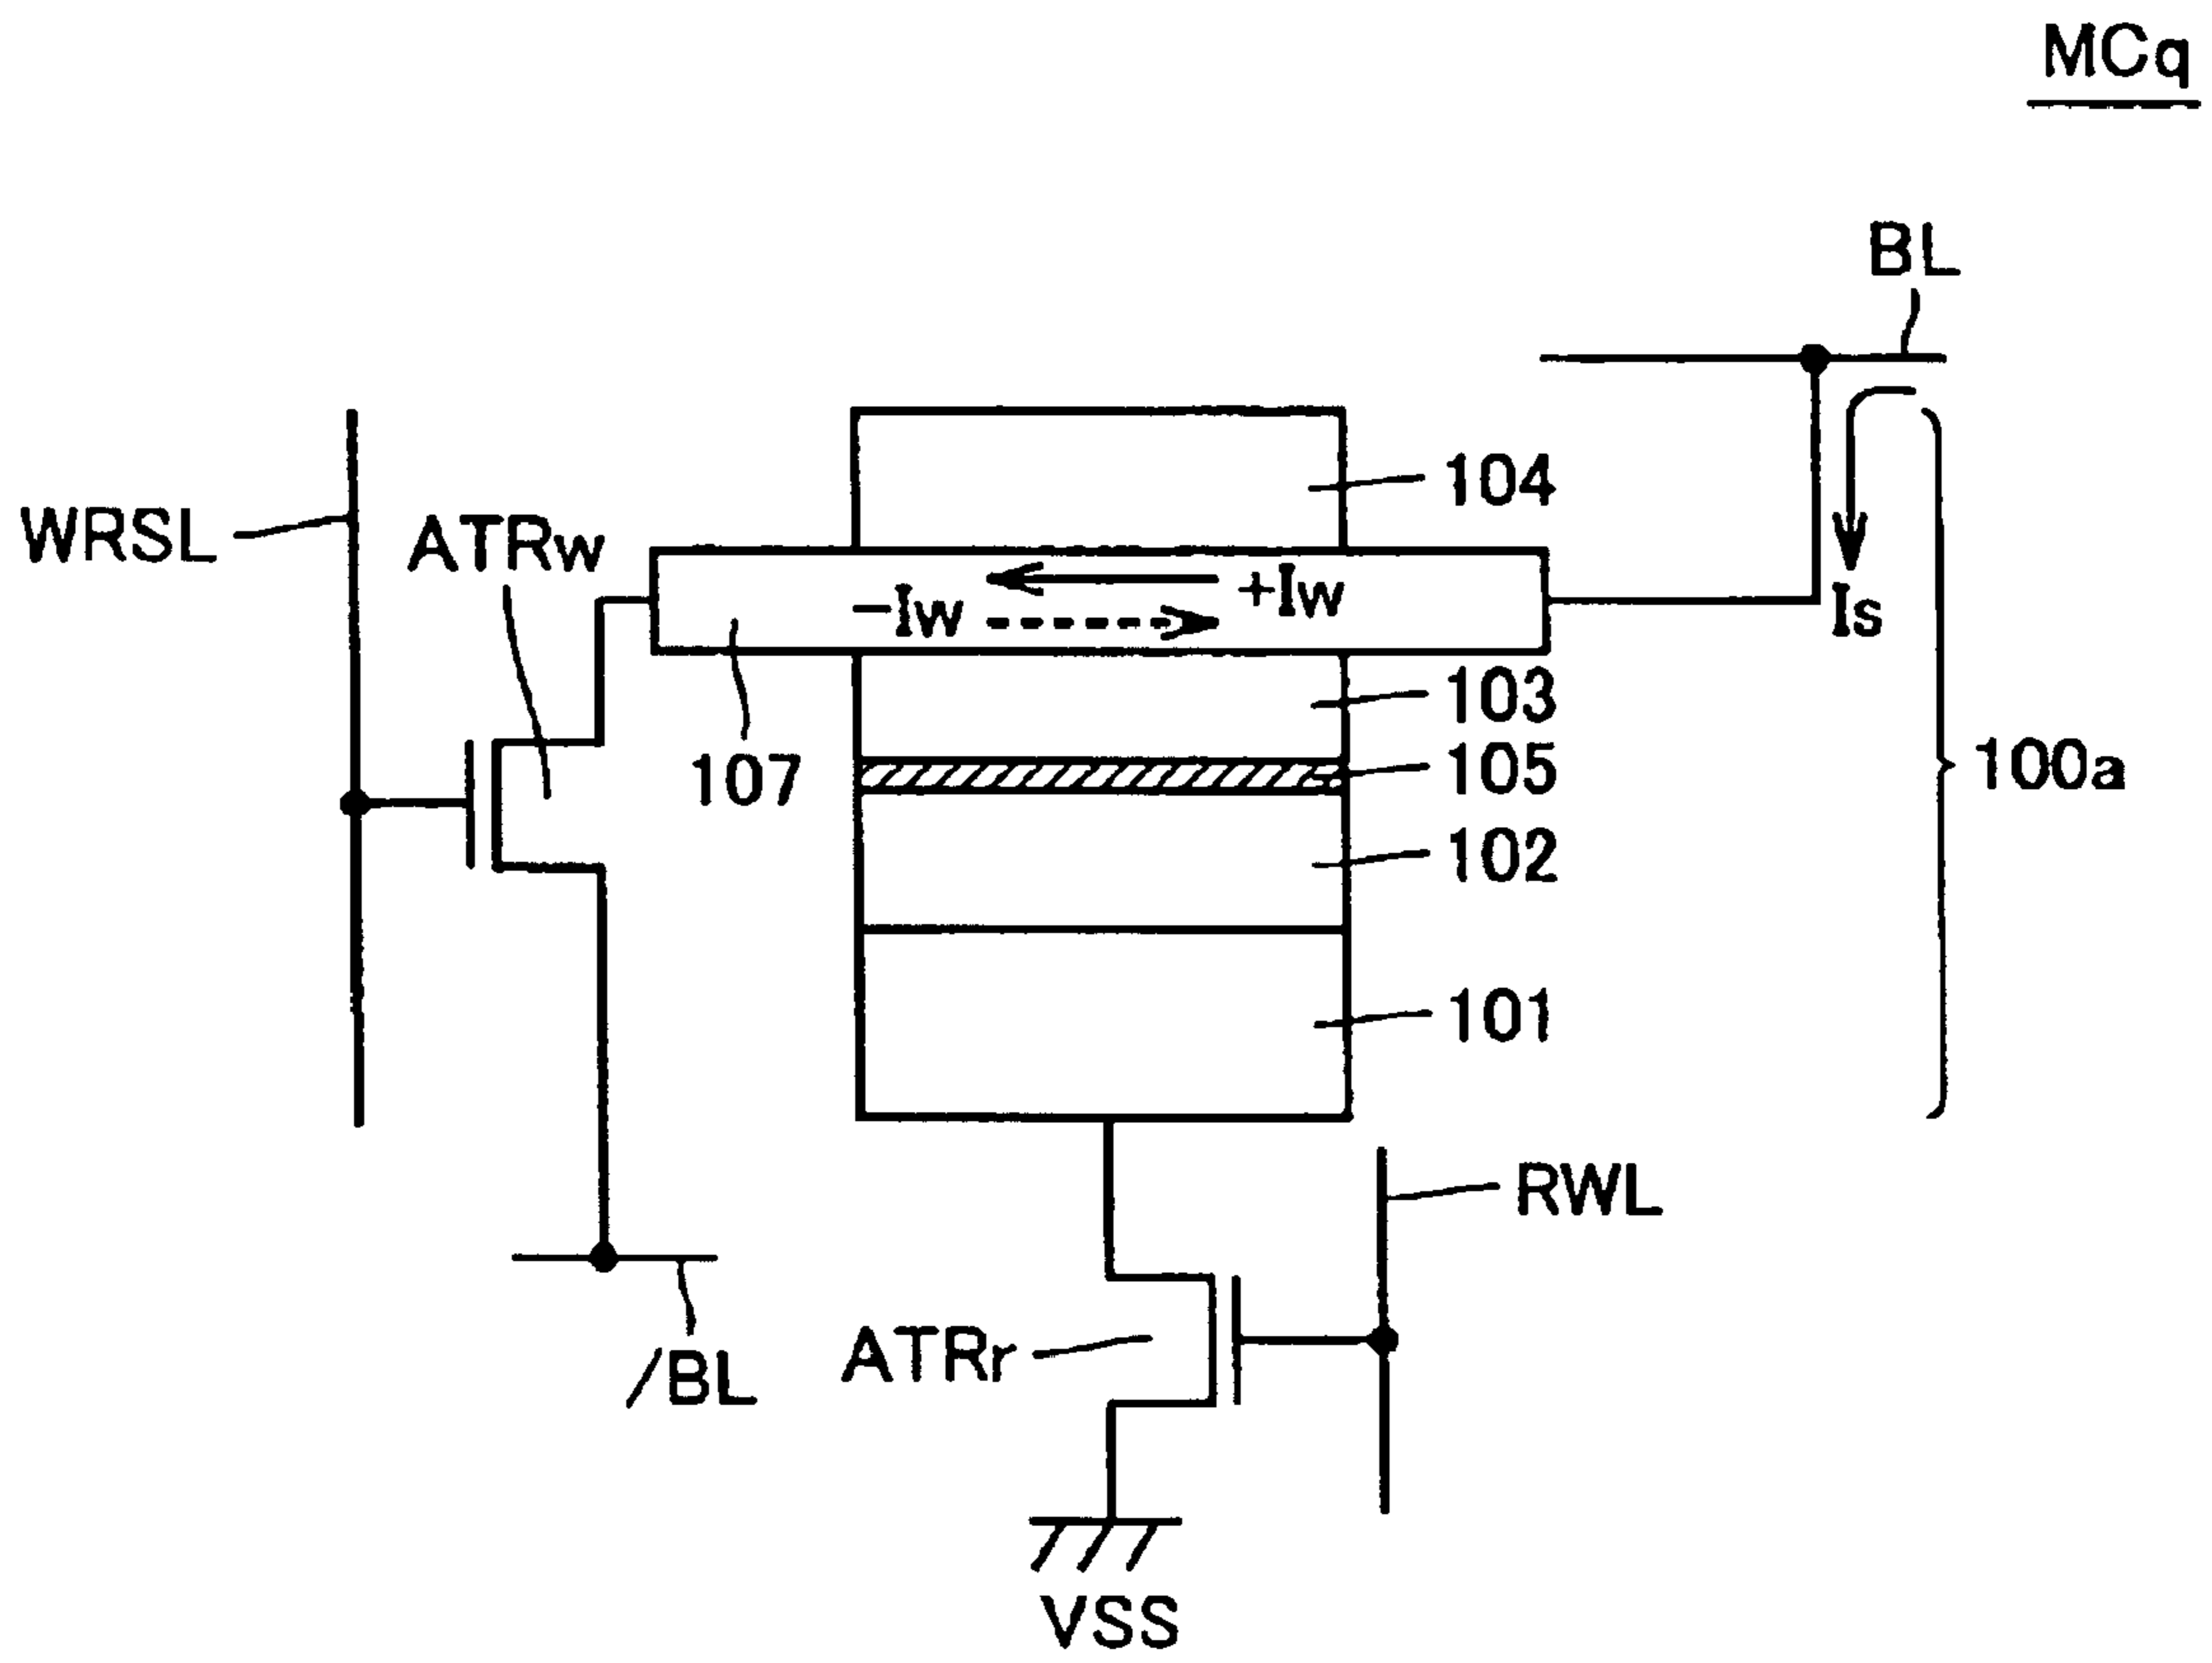 MCq
BL
104
WRSL
ATRw
+Iw
-Iw
Is
103
107
105
100a
102
101
RWL
ATRr
/BL
VSS